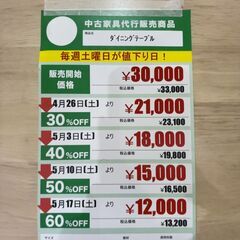 中古家具代行販売商品
商品名
ダイニングテーブル
毎週土曜日が値下り日！
販売開始価格 ¥30,000
税込価格 ¥33,000
4月26日[土] より ¥21,000
30%OFF 税込価格 ¥23,100
5月3日[土] より ¥18,000
40%OFF 税込価格 ¥19,800
5月10日[土] より ¥15,000
50%OFF 税込価格 ¥16,500
5月17日[土] より ¥12,000
60%OFF 税込価格 ¥13,200
サイズ